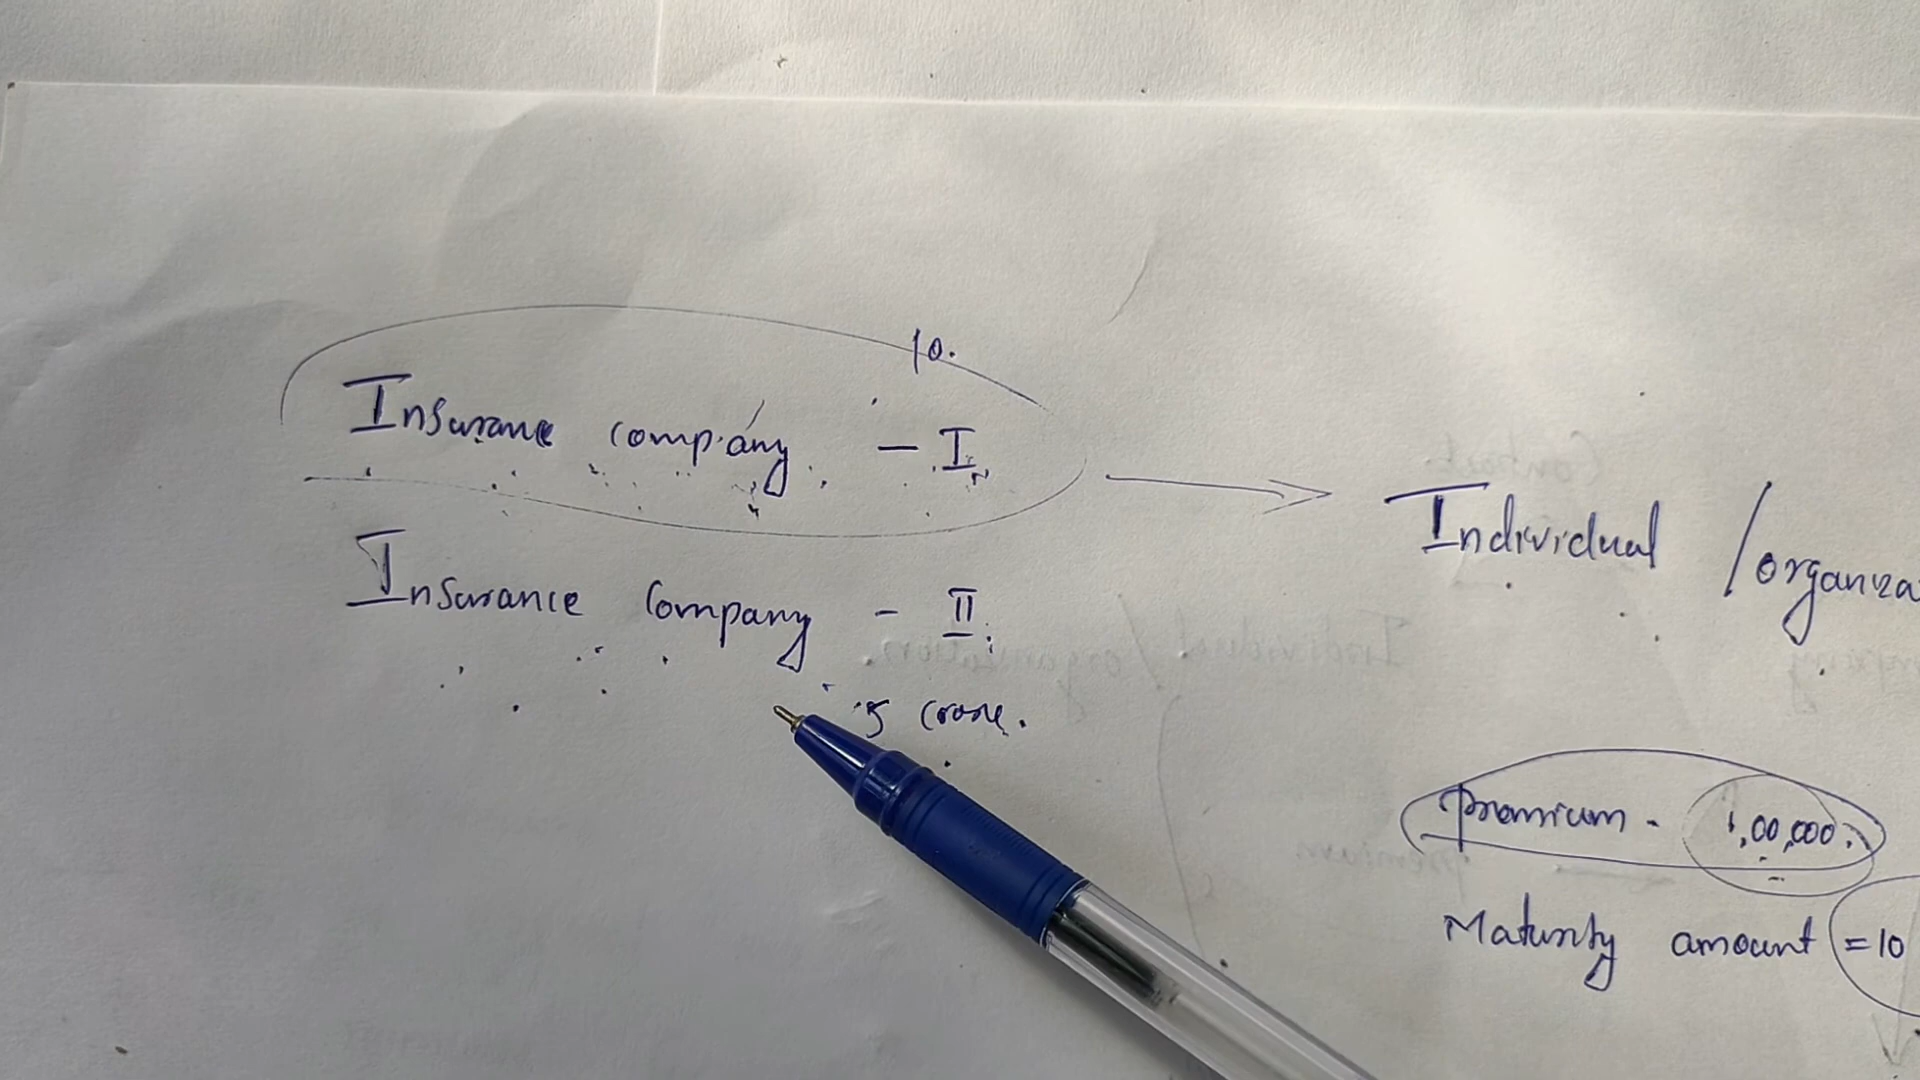 10.
Insurance company - I
Insurance Company - II
5 crore.
Individual / organiza
Premium - 1,00,000.
Maturity amount = 10